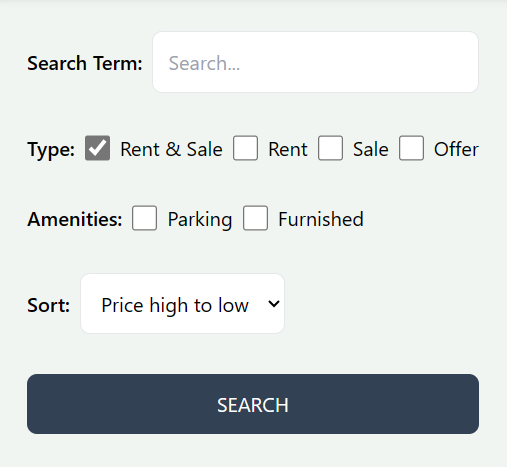 Search Term: Search...
Type: Rent & Sale Rent Sale Offer
Amenities: Parking Furnished
Sort: Price high to low
SEARCH